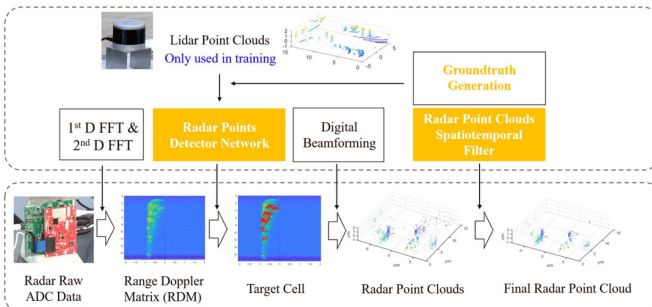 Lidar Point Clouds
Only used in training
Groundtruth
Generation
1st D FFT &
2nd D FFT
Radar Points
Detector Network
Digital
Beamforming
Radar Point Clouds
Spatiotemporal
Filter
Radar Raw
ADC Data
Range Doppler
Matrix (RDM)
Target Cell
Radar Point Clouds
Final Radar Point Cloud